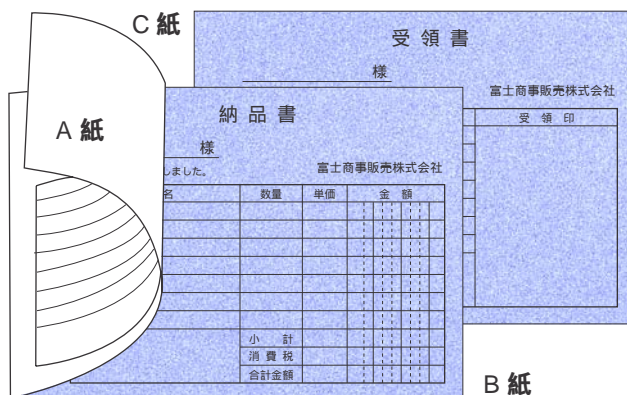 C 紙
受領書
様
富士商事販売株式会社
受領印
A 紙
納品書
様
しました。
富士商事販売株式会社
名 数量 単価 金額
小計
消費税
合計金額
B 紙